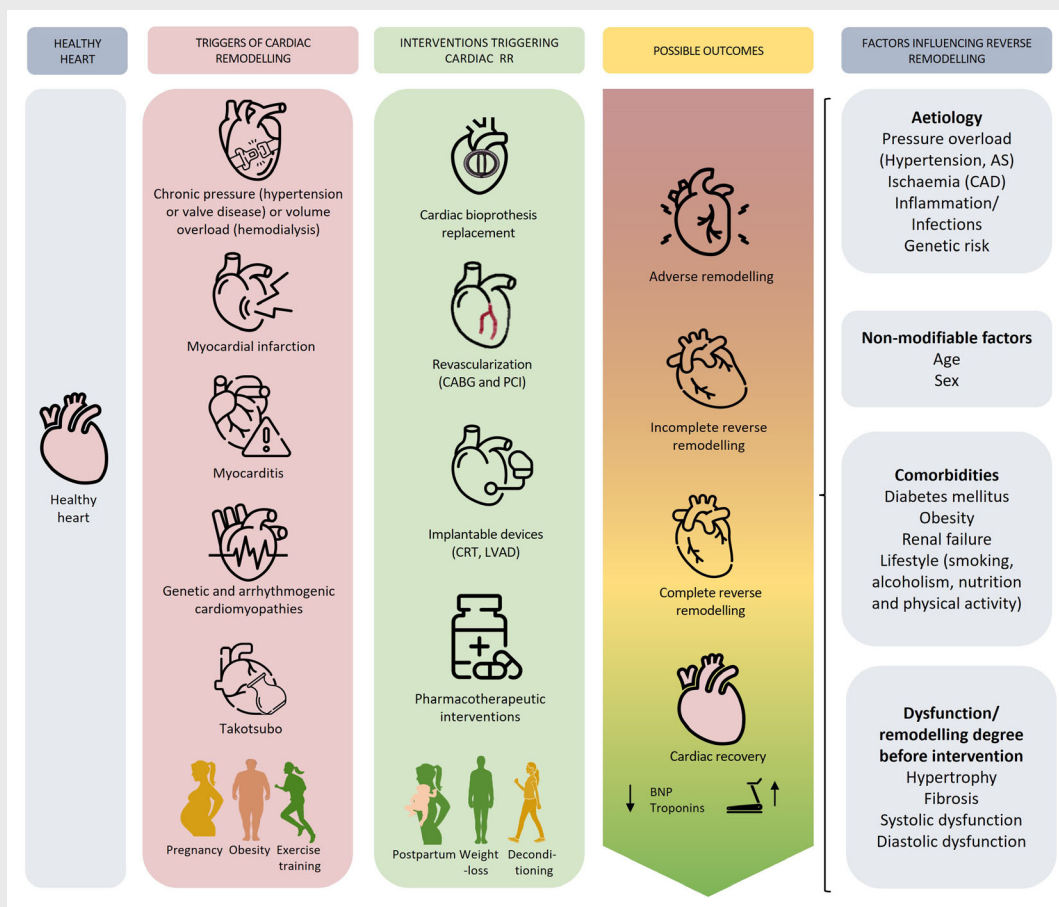 HEALTHY
HEART
TRIGGERS OF CARDIAC
REMODELLING
INTERVENTIONS TRIGGERING
CARDIAC RR
POSSIBLE OUTCOMES
FACTORS INFLUENCING REVERSE
REMODELLING
Healthy
heart
Chronic pressure (hypertension
or valve disease) or volume
overload (hemodialysis)
Myocardial infarction
Myocarditis
Genetic and arrhythmogenic
cardiomyopathies
Takotsubo
Pregnancy
Obesity
Exercise
training
Cardiac bioprothesis
replacement
Revascularization
(CABG and PCI)
Implantable devices
(CRT, LVAD)
Pharmacotherapeutic
interventions
Postpartum
Weight
-loss
Decondi-
tioning
Adverse remodelling
Incomplete reverse
remodelling
Complete reverse
remodelling
Cardiac recovery
BNP
Troponins
Aetiology
Pressure overload
(Hypertension, AS)
Ischaemia (CAD)
Inflammation/
Infections
Genetic risk
Non-modifiable factors
Age
Sex
Comorbidities
Diabetes mellitus
Obesity
Renal failure
Lifestyle (smoking,
alcoholism, nutrition
and physical activity)
Dysfunction/
remodelling degree
before intervention
Hypertrophy
Fibrosis
Systolic dysfunction
Diastolic dysfunction